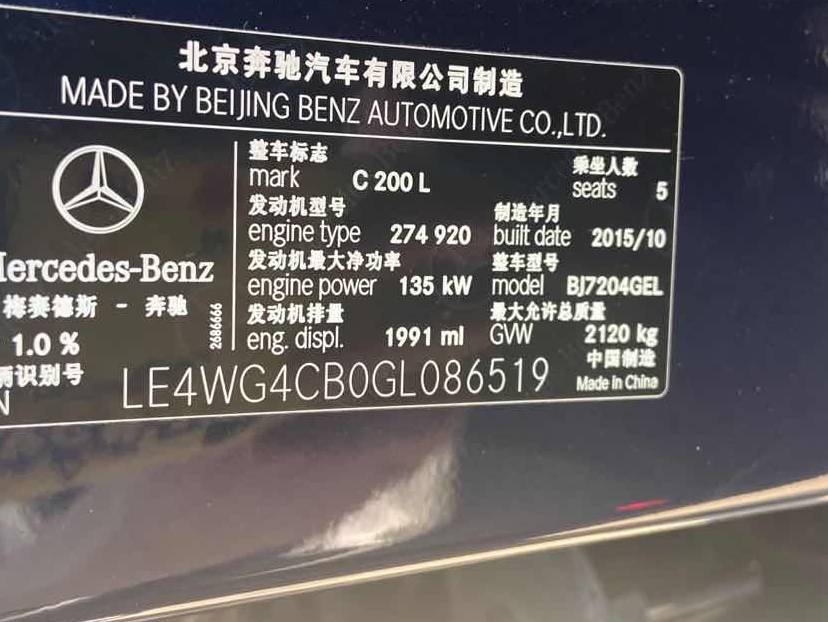 北京奔驰汽车有限公司制造
MADE BY BEIJING BENZ AUTOMOTIVE CO.,LTD.
Mercedes-Benz
梅赛德斯 - 奔驰
1.0 %
辆识别号
N
2686666
整车标志
mark C 200 L
乘坐人数
seats 5
发动机型号
engine type 274 920
制造年月
built date 2015/10
发动机最大净功率
engine power 135 kW
整车型号
model BJ7204GEL
发动机排量
eng. displ. 1991 ml
最大允许总质量
GVW 2120 kg
中国制造
Made in China
LE4WG4CB0GL086519